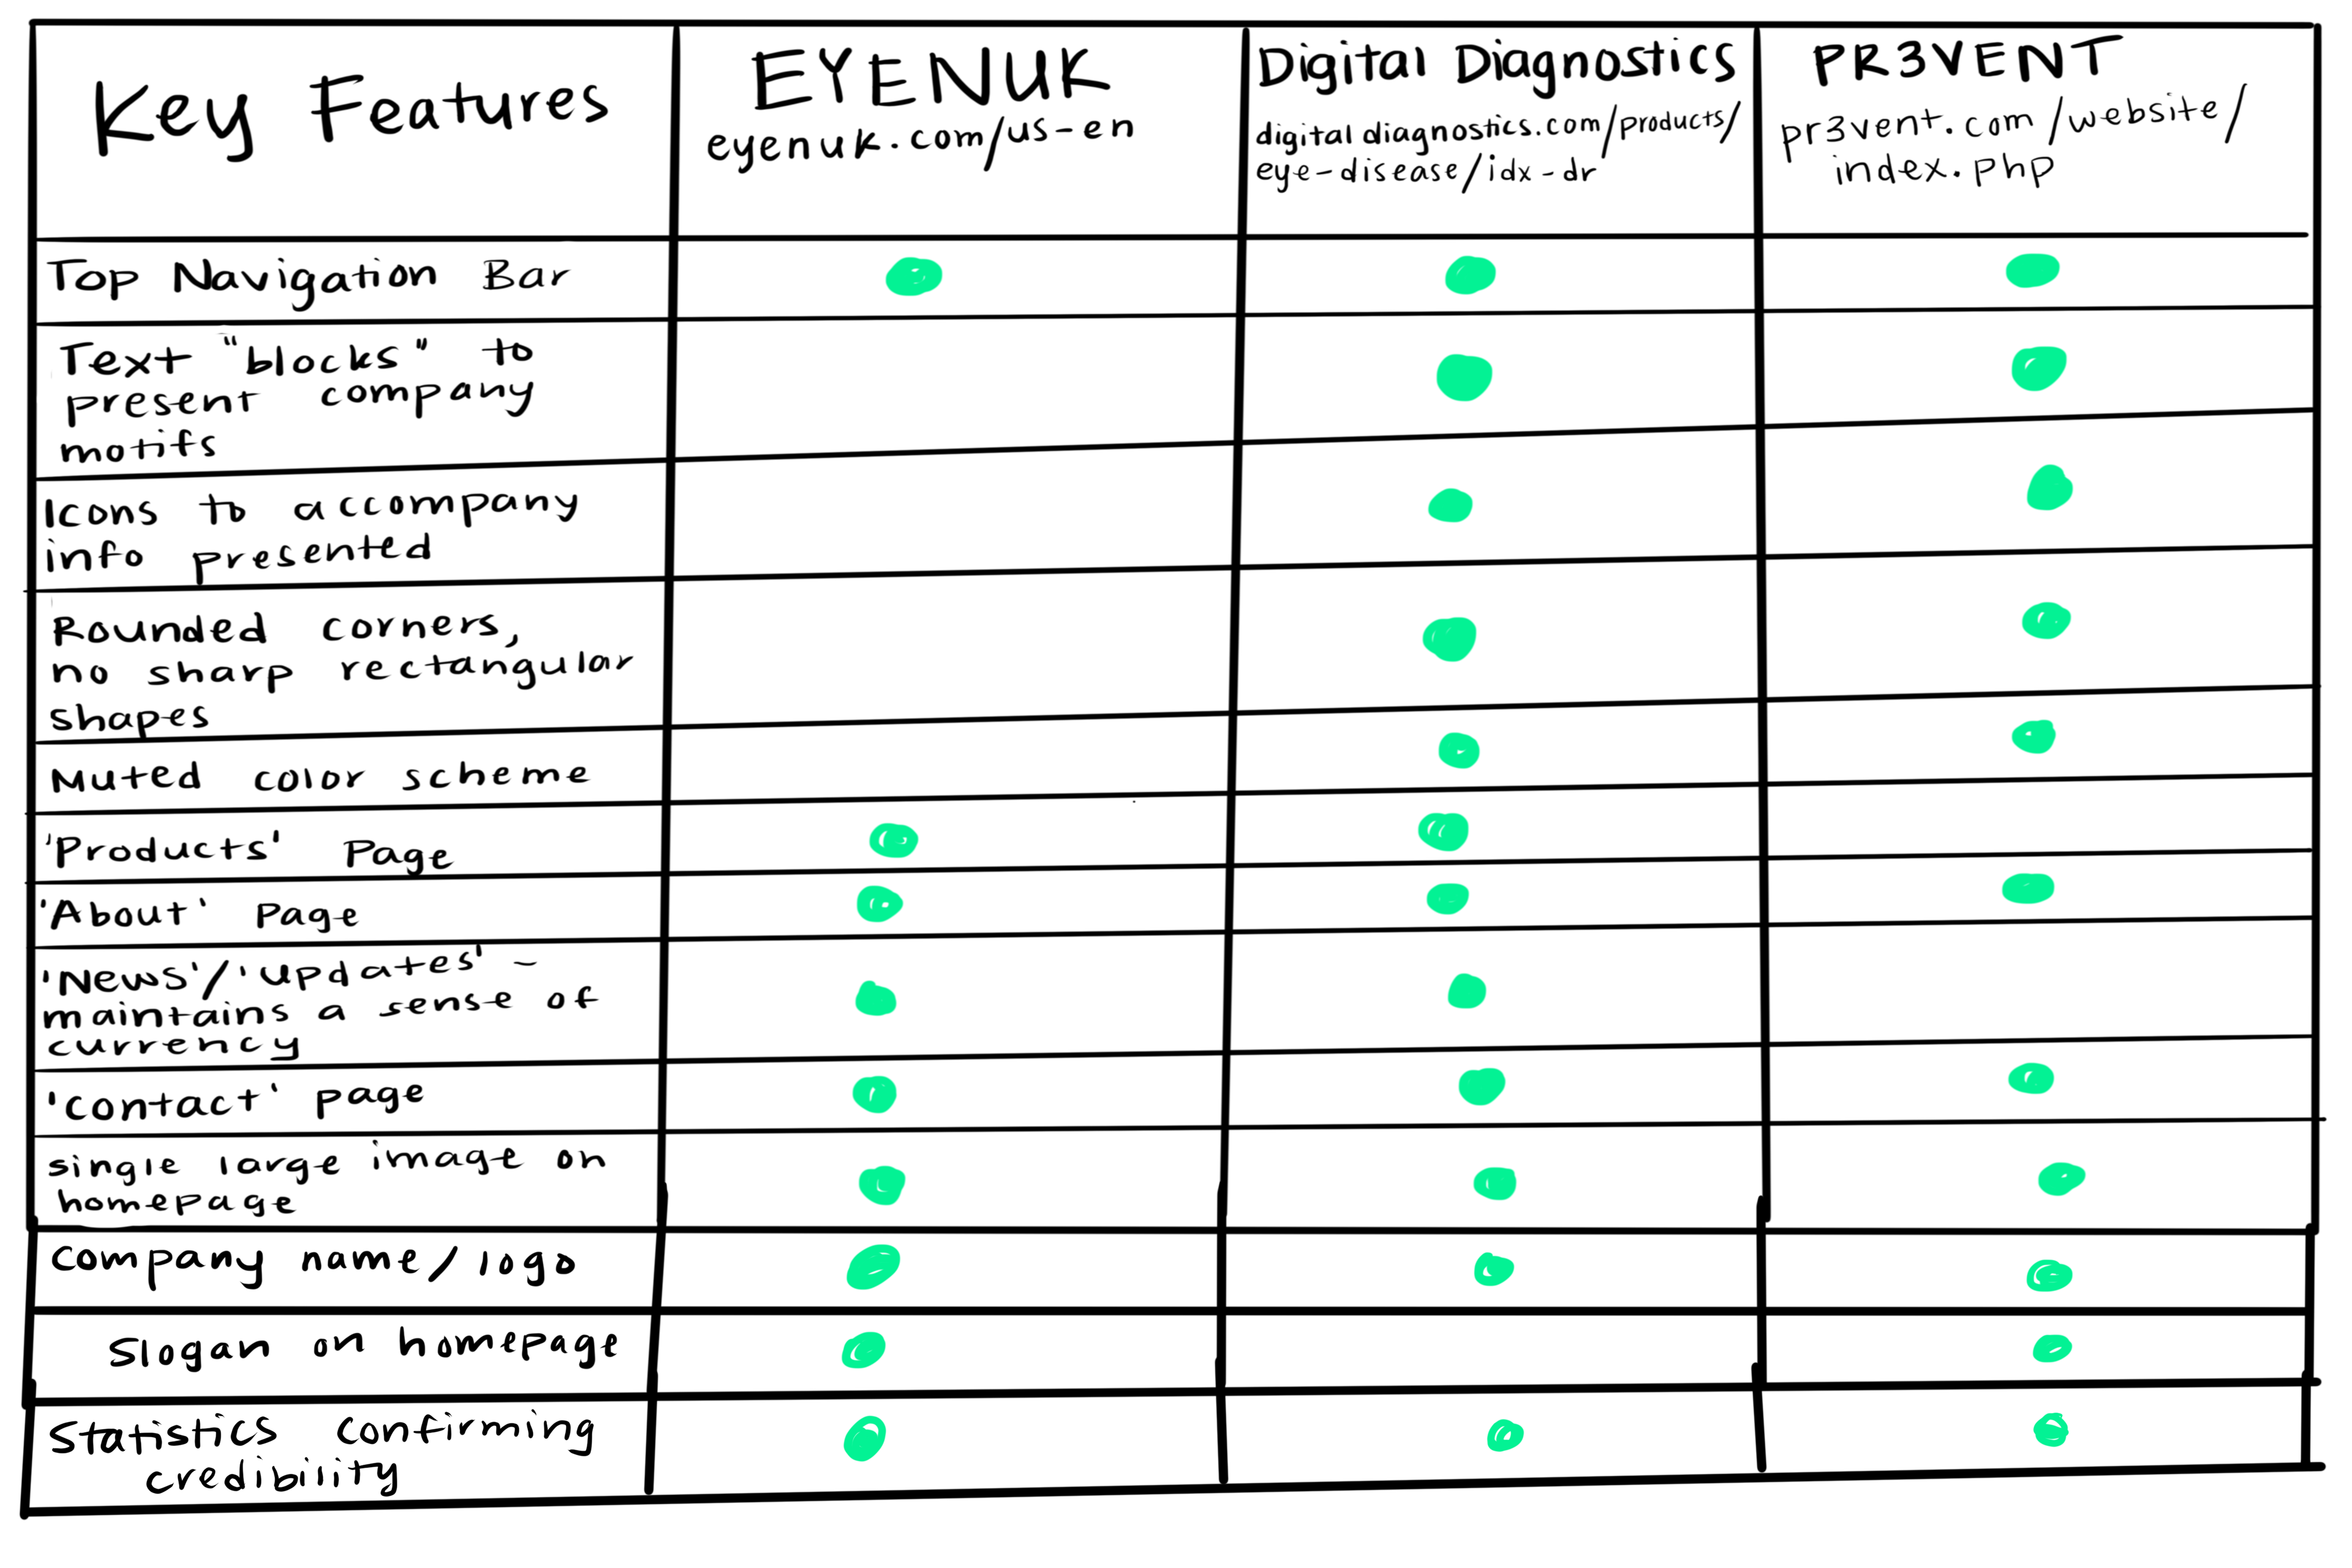 Key Features
EYENUK
eyenuk.com/us-en
Digital Diagnostics
digitaldiagnostics.com/products/
eye-disease/idx-dr
PR3VENT
pr3vent.com/website/
index.php
Top Navigation Bar
Text "blocks" to
present company
motifs
Icons to accompany
info presented
Rounded corners,
no sharp rectangular
shapes
Muted color scheme
'Products' Page
'About' Page
'News'/'updates' -
maintains a sense of
currency
'contact' page
single large image on
homepage
company name/logo
Slogan on homepage
Statistics confirming
credibility